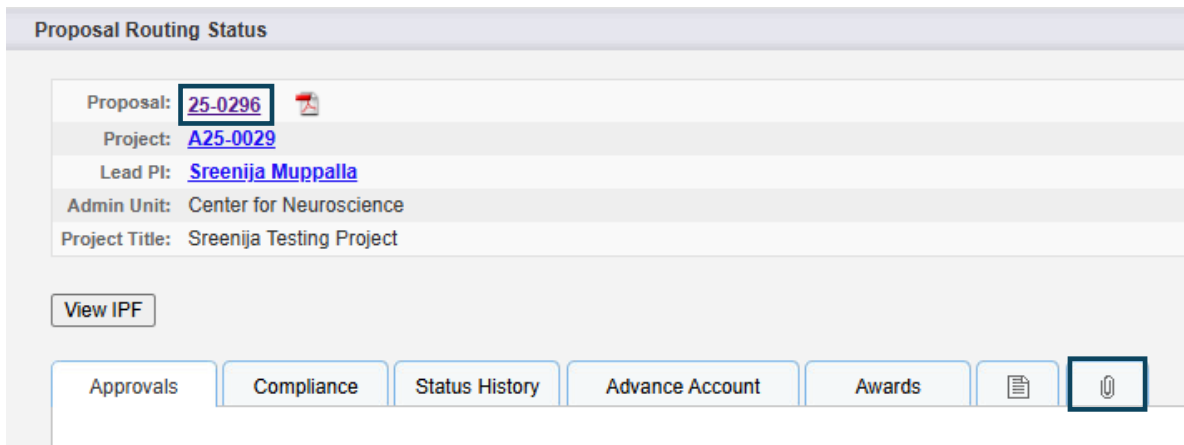 Proposal Routing Status
Proposal: 25-0296
Project: A25-0029
Lead PI: Sreenija Muppalla
Admin Unit: Center for Neuroscience
Project Title: Sreenija Testing Project
View IPF
Approvals Compliance Status History Advance Account Awards